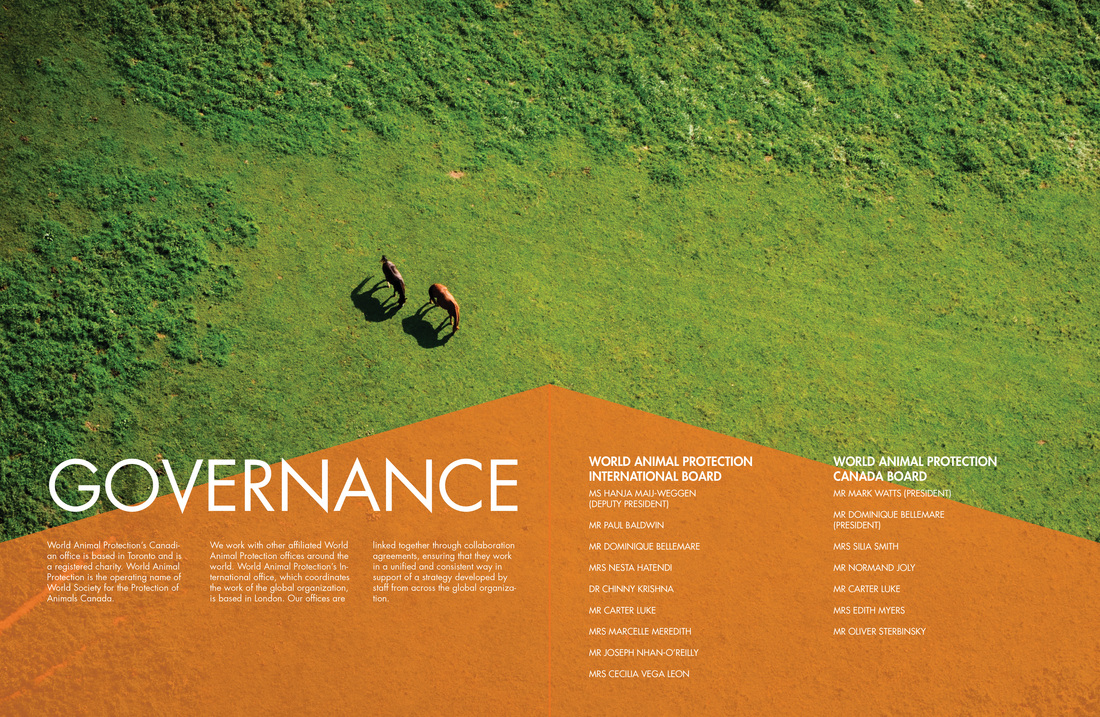 GOVERNANCE
World Animal Protection's Canadi-
an office is based in Toronto and is
a registered charity. World Animal
Protection is the operating name of
World Society for the Protection of
Animals Canada.
We work with other affiliated World
Animal Protection offices around the
world. World Animal Protection's In-
ternational office, which coordinates
the work of the global organization,
is based in London. Our offices are
linked together through collaboration
agreements, ensuring that they work
in a unified and consistent way in
support of a strategy developed by
staff from across the global organiza-
tion.
WORLD ANIMAL PROTECTION
INTERNATIONAL BOARD
MS HANJA MAIJ-WEGGEN
(DEPUTY PRESIDENT)
MR PAUL BALDWIN
MR DOMINIQUE BELLEMARE
MRS NESTA HATENDI
DR CHINNY KRISHNA
MR CARTER LUKE
MRS MARCELLE MEREDITH
MR JOSEPH NHAN-O'REILLY
MRS CECILIA VEGA LEON
WORLD ANIMAL PROTECTION
CANADA BOARD
MR MARK WATTS (PRESIDENT)
MR DOMINIQUE BELLEMARE
(PRESIDENT)
MRS SILIA SMITH
MR NORMAND JOLY
MR CARTER LUKE
MRS EDITH MYERS
MR OLIVER STERBINSKY